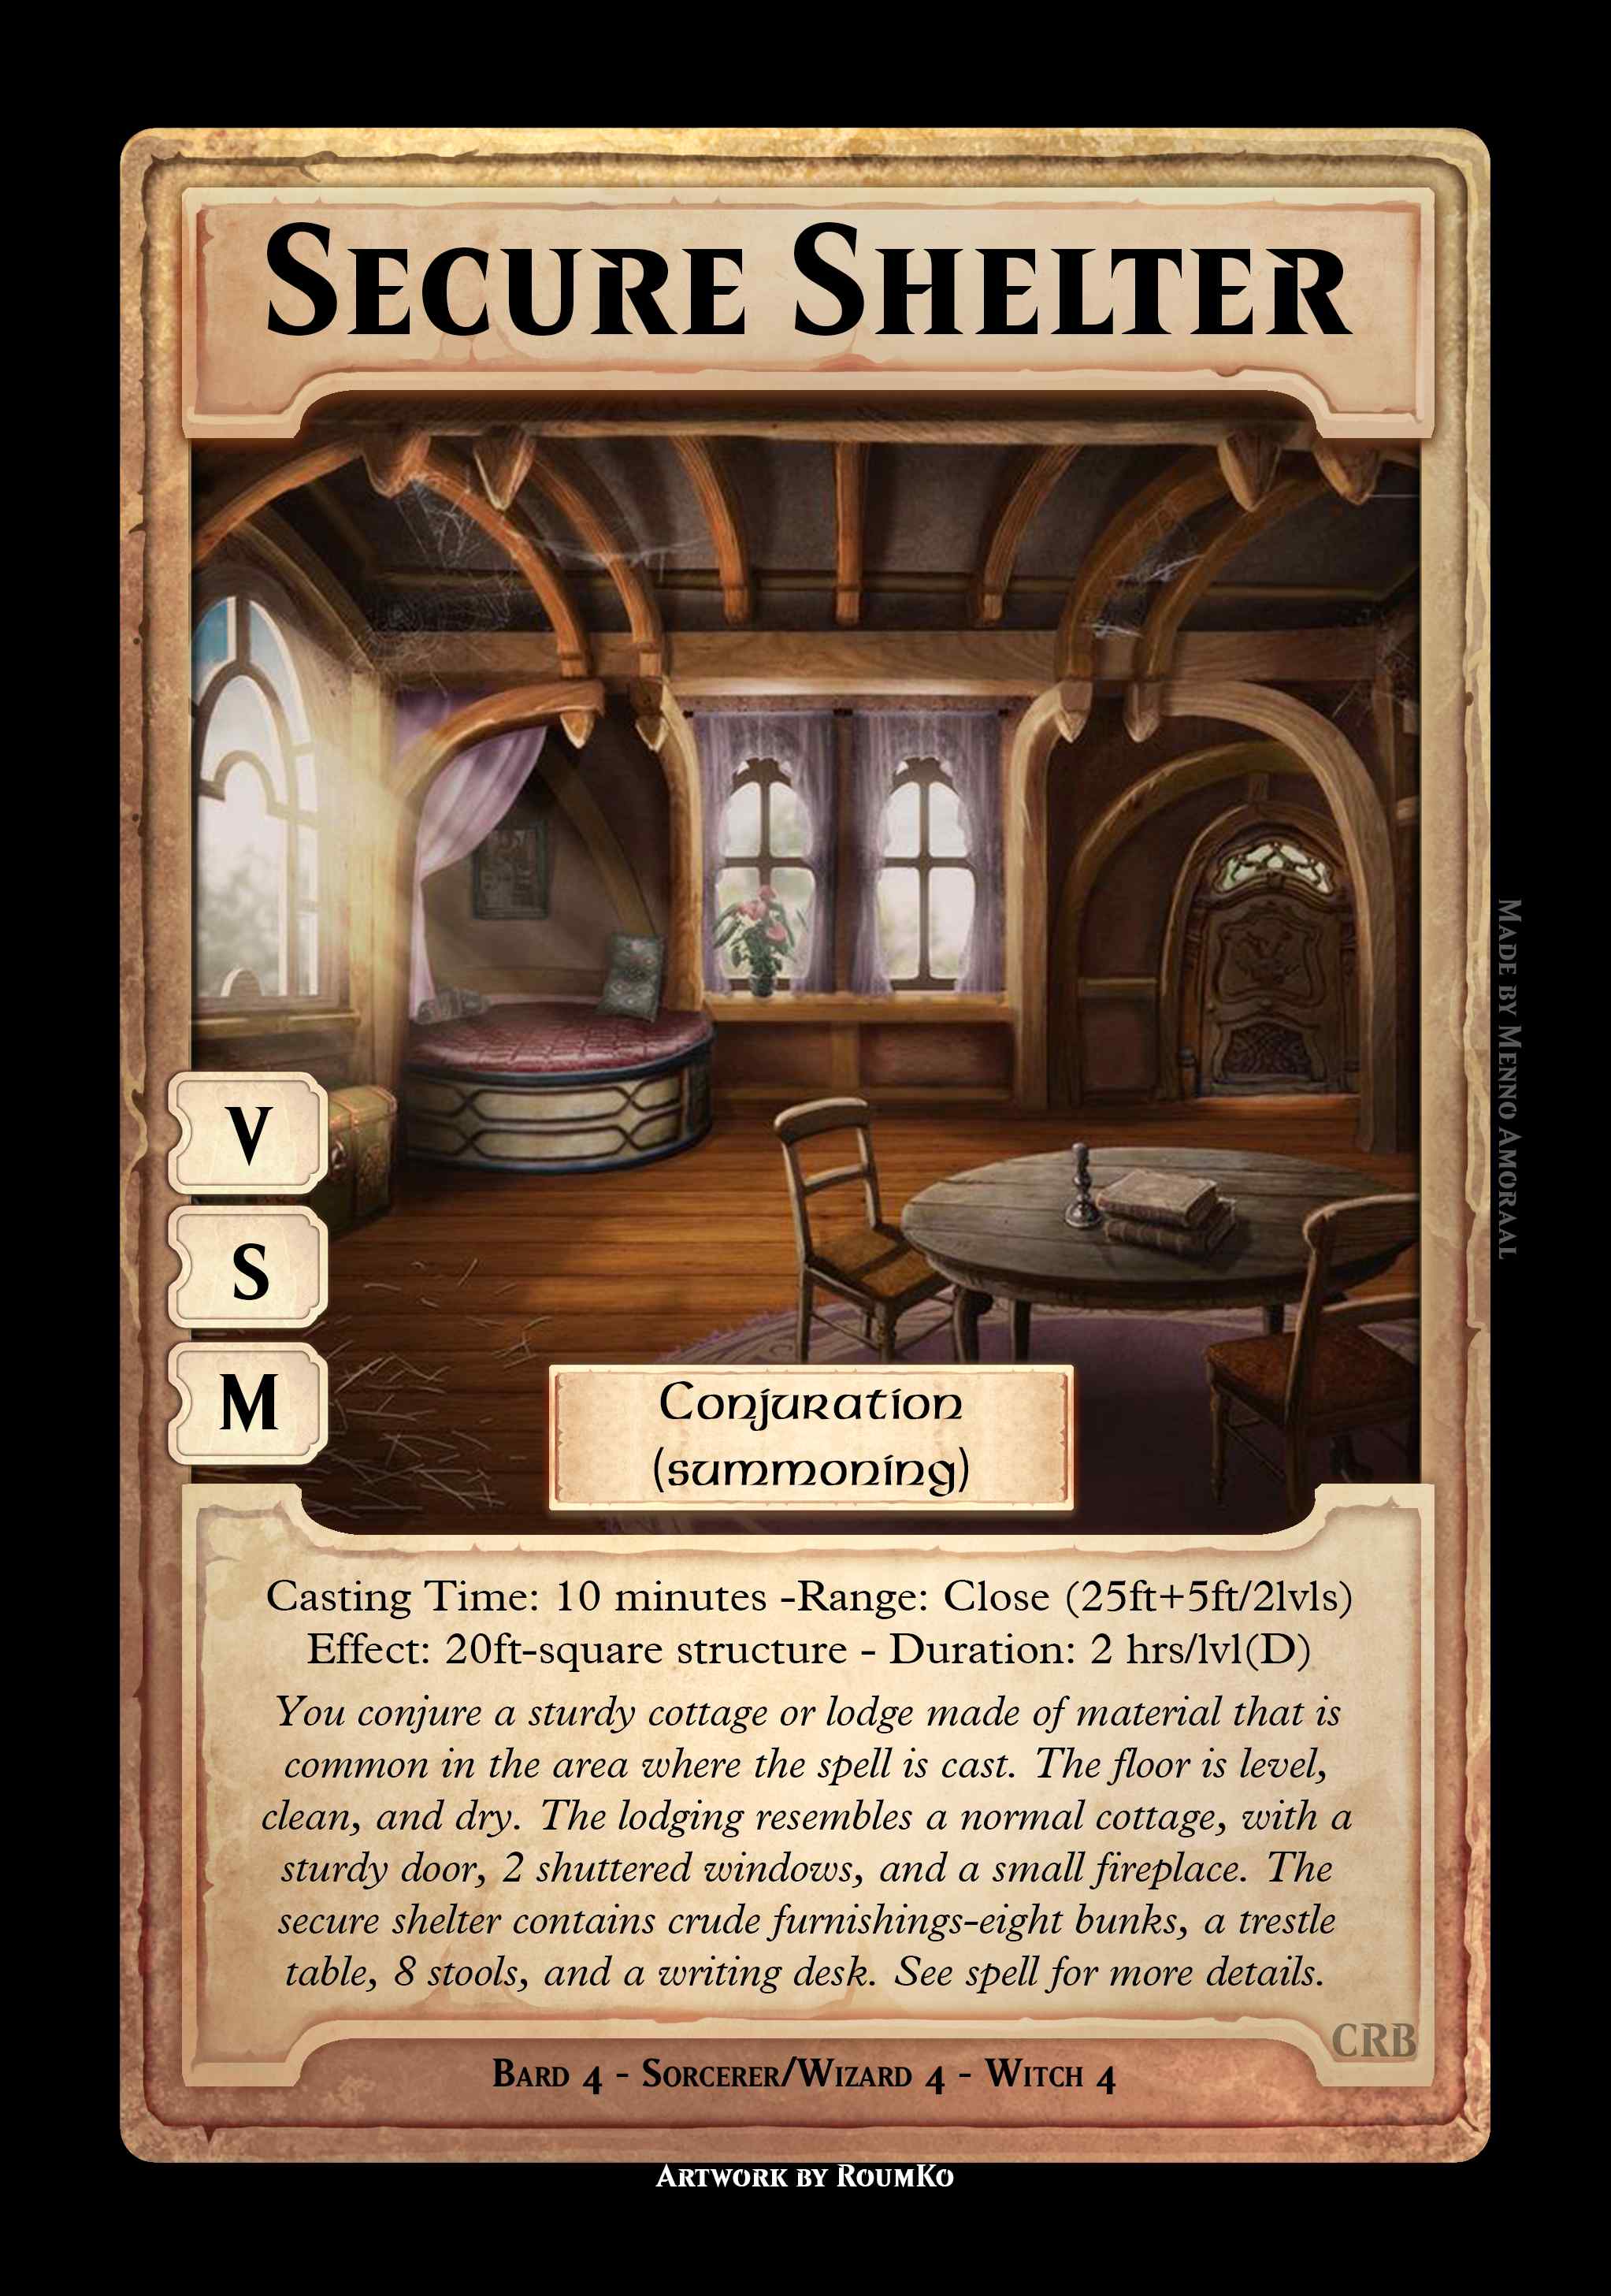 Secure Shelter
V
S
M
Conjuration
(summoning)
Casting Time: 10 minutes -Range: Close (25ft+5ft/2lvls)
Effect: 20ft-square structure - Duration: 2 hrs/lvl(D)
You conjure a sturdy cottage or lodge made of material that is
common in the area where the spell is cast. The floor is level,
clean, and dry. The lodging resembles a normal cottage, with a
sturdy door, 2 shuttered windows, and a small fireplace. The
secure shelter contains crude furnishings-eight bunks, a trestle
table, 8 stools, and a writing desk. See spell for more details.
CRB
Bard 4 - Sorcerer/Wizard 4 - Witch 4
Artwork by RoumKo
Made by Menno Amoraal